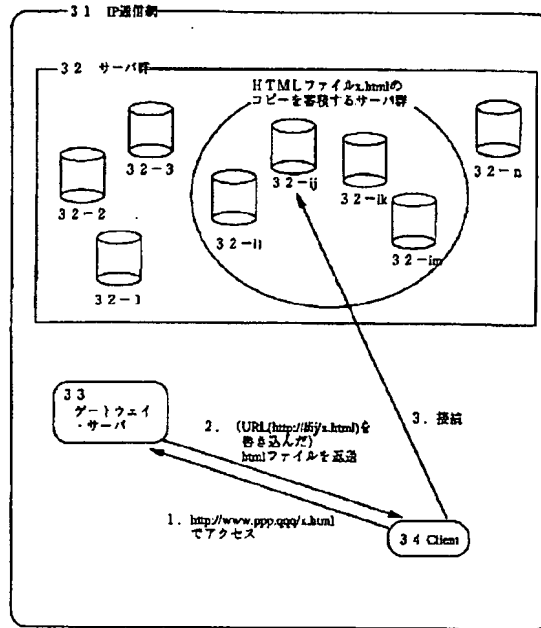 31 IP通信網
32 サーバ群
HTMLファイルx.htmlの
コピーを蓄積するサーバ群
32-3
32-ij
32-ik
32-n
32-2
32-i1
32-im
32-1
33
ゲートウェイ
・サーバ
2. (URL(http://
書き込んだ)
htmlファイルを返送
3. 接続
1. http://www.ppp.qqq/x.html
でアクセス
34 Client